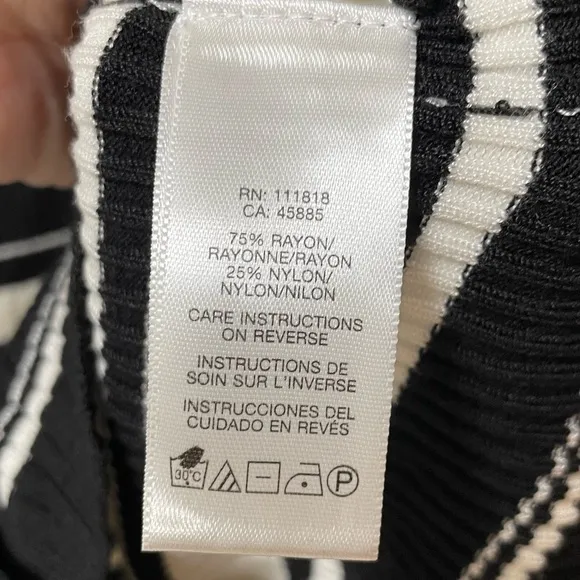 RN: 111818
CA: 45885
75% RAYON/
RAYONNE/RAYON
25% NYLON/
NYLON/NILON
CARE INSTRUCTIONS
ON REVERSE
INSTRUCTIONS DE
SOIN SUR L'INVERSE
INSTRUCCIONES DEL
CUIDADO EN REVÉS
30°C P